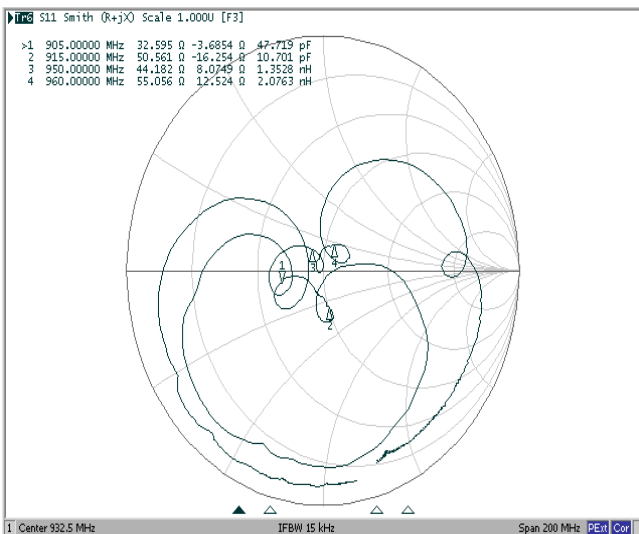 Tr6 S11 Smith (R+jX) Scale 1.000U [F3]
>1 905.00000 MHz 32.595 Ω -3.6854 Ω 47.719 pF
2 915.00000 MHz 50.561 Ω -16.254 Ω 10.701 pF
3 950.00000 MHz 44.182 Ω 8.0749 Ω 1.3528 nH
4 960.00000 MHz 55.056 Ω 12.524 Ω 2.0763 nH
1
3
4
2
1 Center 932.5 MHz IFBW 15 kHz Span 200 MHz PExt Cor